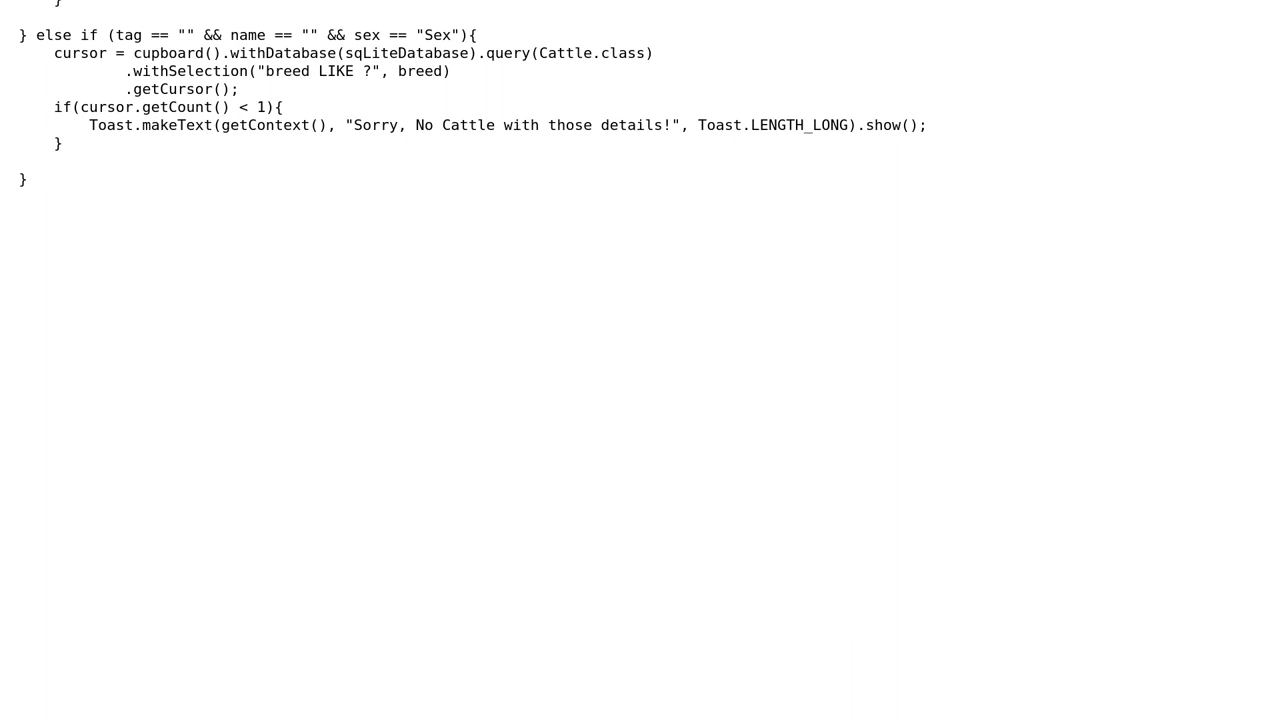 }
} else if (tag == "" && name == "" && sex == "Sex"){
    cursor = cupboard().withDatabase(sqLiteDatabase).query(Cattle.class)
            .withSelection("breed LIKE ?", breed)
            .getCursor();
    if(cursor.getCount() < 1){
        Toast.makeText(getContext(), "Sorry, No Cattle with those details!", Toast.LENGTH_LONG).show();
    }
}